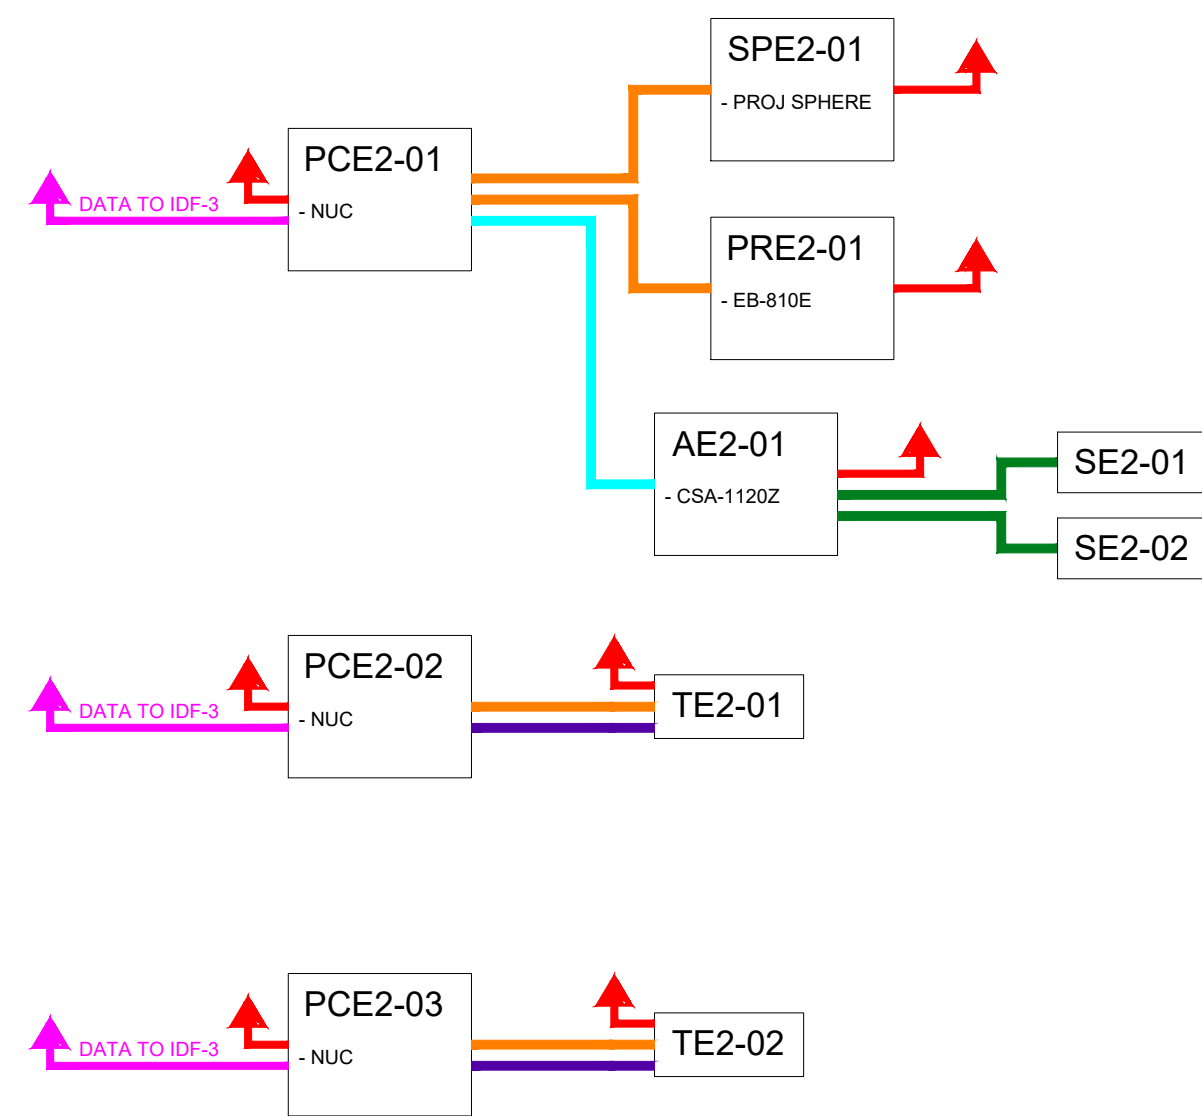 SPE2-01
- PROJ SPHERE
PCE2-01
- NUC
DATA TO IDF-3
PRE2-01
- EB-810E
AE2-01
- CSA-1120Z
SE2-01
SE2-02
PCE2-02
- NUC
DATA TO IDF-3
TE2-01
PCE2-03
- NUC
DATA TO IDF-3
TE2-02